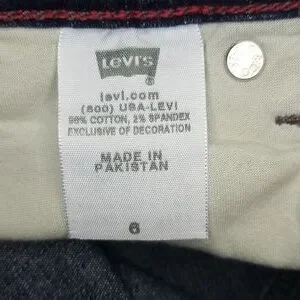 LEVI'S
®
levi.com
(800) USA-LEVI
98% COTTON, 2% SPANDEX
EXCLUSIVE OF DECORATION
MADE IN
PAKISTAN
6